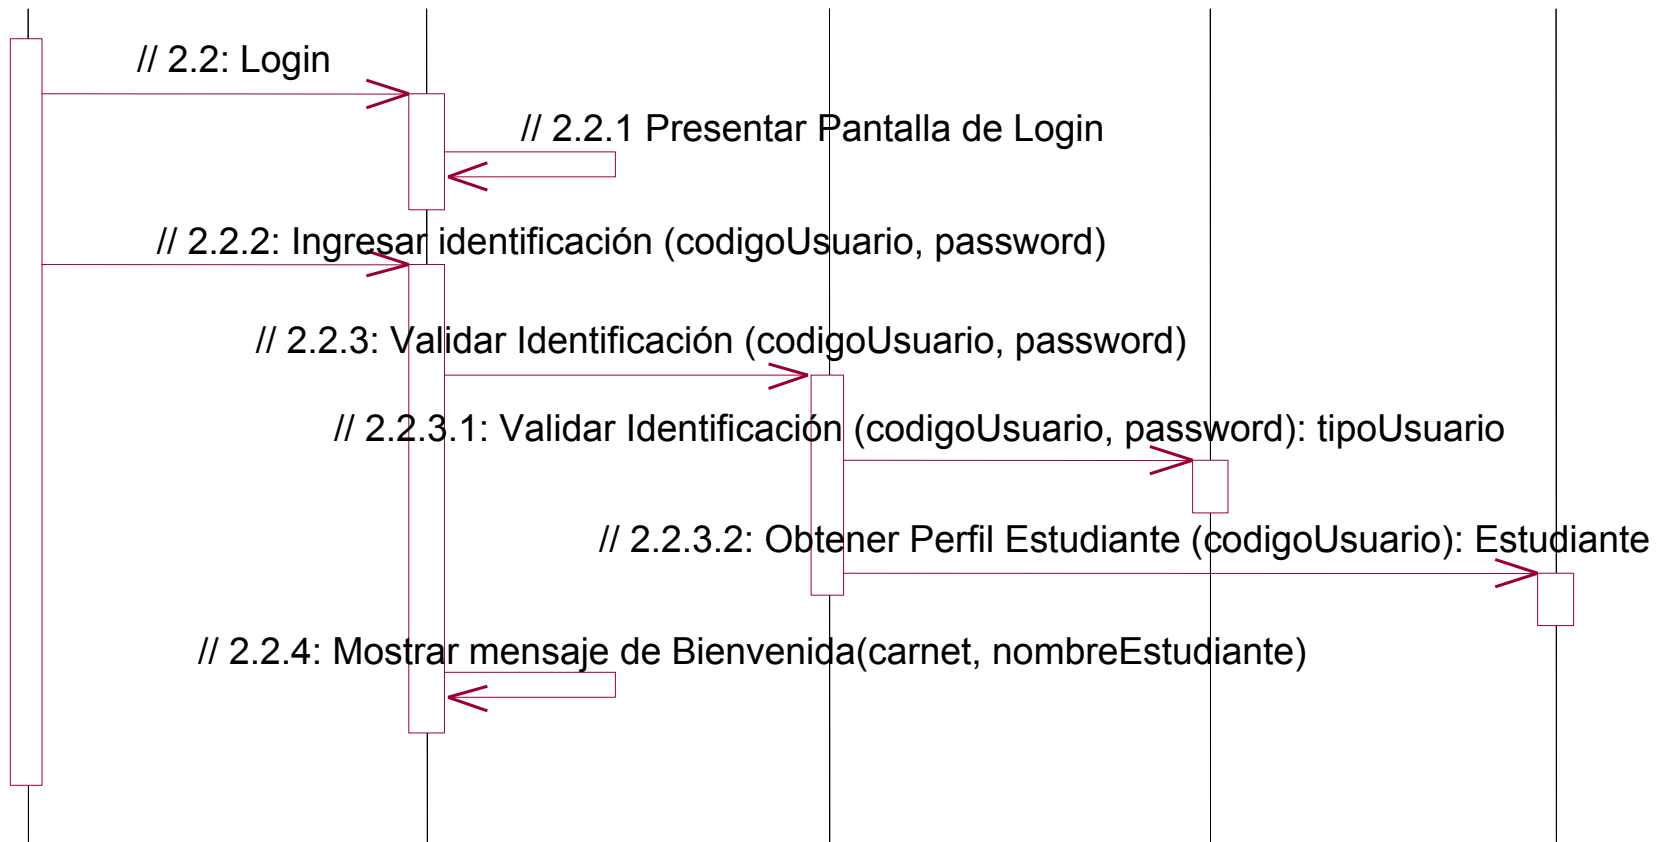 // 2.2: Login
// 2.2.1 Presentar Pantalla de Login
// 2.2.2: Ingresar identificación (codigoUsuario, password)
// 2.2.3: Validar Identificación (codigoUsuario, password)
// 2.2.3.1: Validar Identificación (codigoUsuario, password): tipoUsuario
// 2.2.3.2: Obtener Perfil Estudiante (codigoUsuario): Estudiante
// 2.2.4: Mostrar mensaje de Bienvenida(carnet, nombreEstudiante)